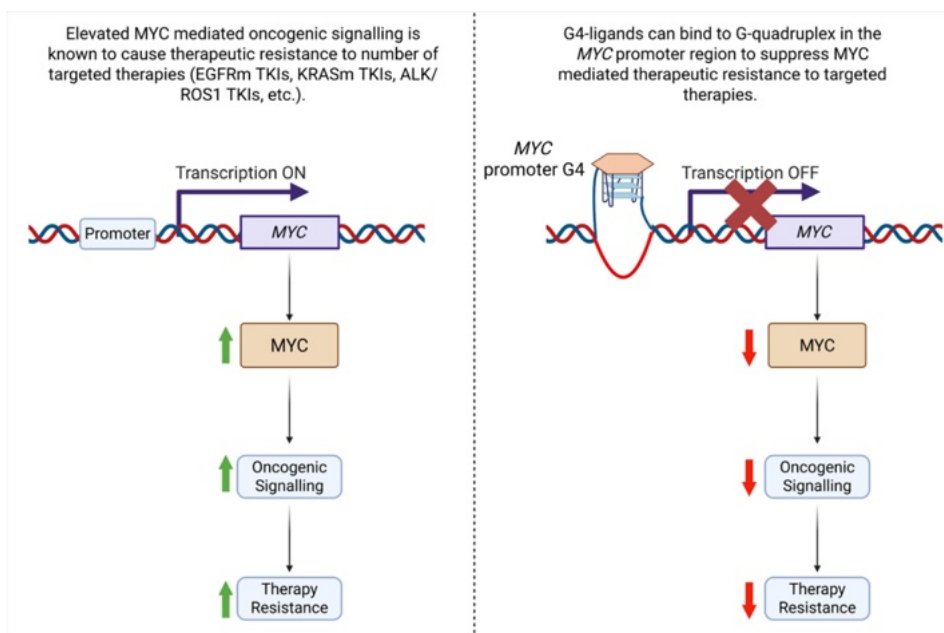 Elevated MYC mediated oncogenic signalling is
known to cause therapeutic resistance to number of
targeted therapies (EGFRm TKIs, KRASm TKIs, ALK/
ROS1 TKIs, etc.).
Transcription ON
Promoter
MYC
MYC
Oncogenic
Signalling
Therapy
Resistance
G4-ligands can bind to G-quadruplex in the
MYC promoter region to suppress MYC
mediated therapeutic resistance to targeted
therapies.
MYC
promoter G4
Transcription OFF
MYC
MYC
Oncogenic
Signalling
Therapy
Resistance